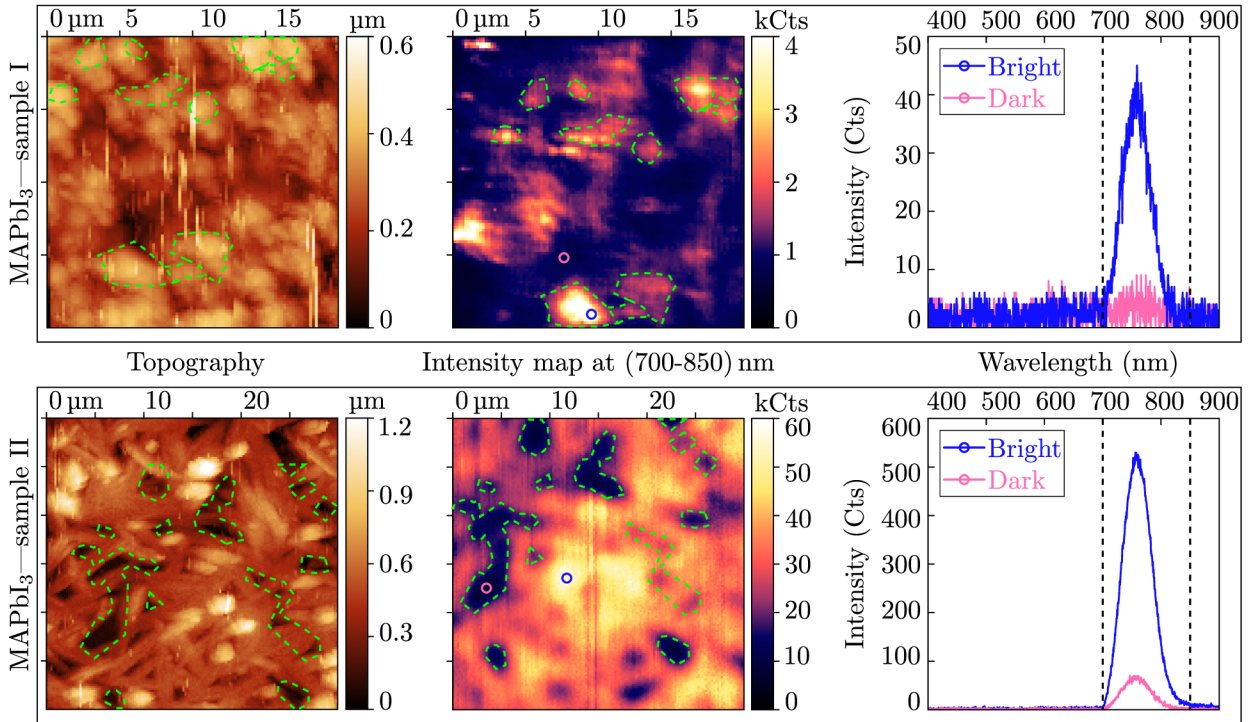 0 μm 5 10 15 μm
0.6
0.4
0.2
0
MAPbI₃—sample I
0 μm 5 10 15 kCts
4
3
2
1
0
400 500 600 700 800 900
50
40
30
20
10
0
Intensity (Cts)
Bright
Dark
Topography
Intensity map at (700-850) nm
Wavelength (nm)
0 μm 10 20 μm
1.2
0.9
0.6
0.3
0
MAPbI₃—sample II
0 μm 10 20 kCts
60
50
40
30
20
10
0
400 500 600 700 800 900
600
500
400
300
200
100
0
Intensity (Cts)
Bright
Dark